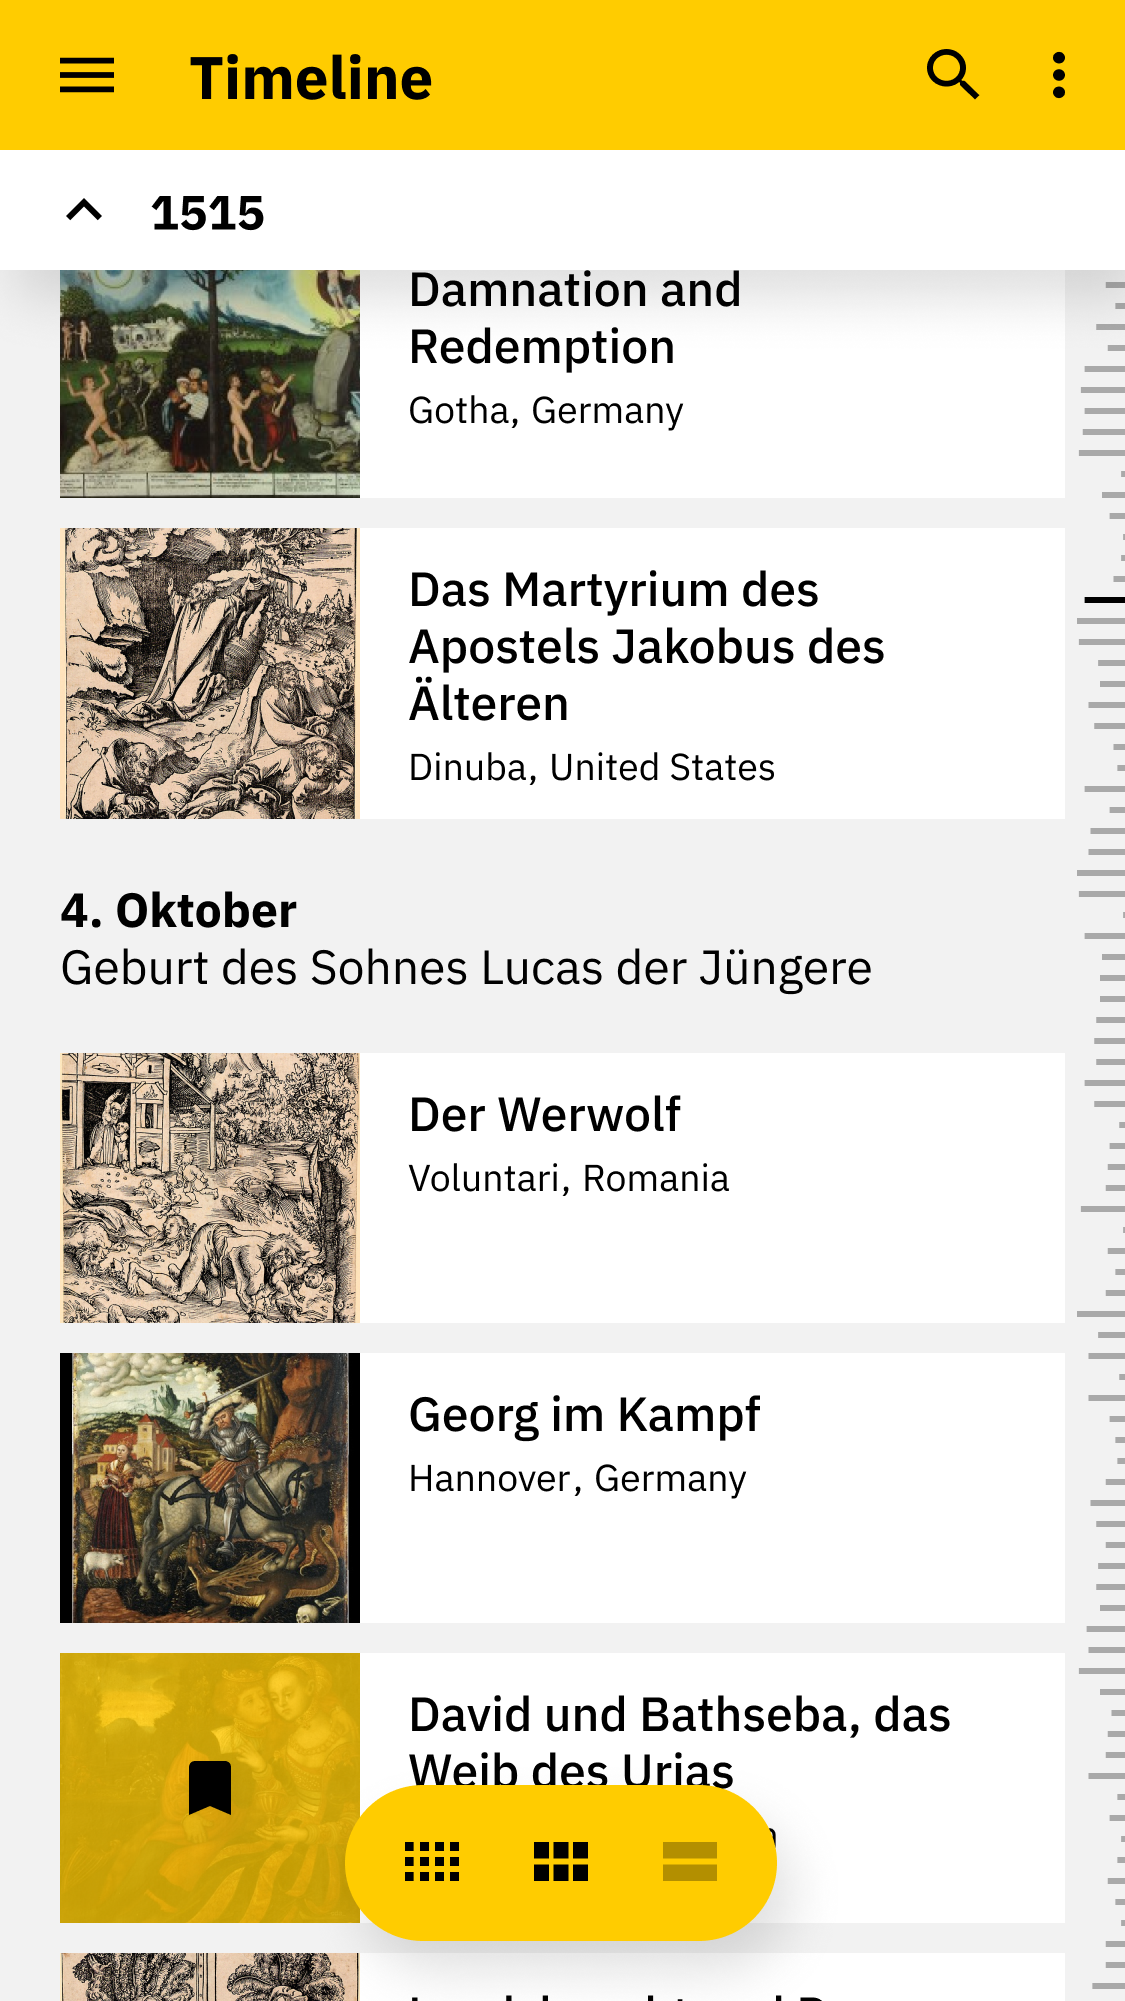 Timeline
1515
Damnation and
Redemption
Gotha, Germany
Das Martyrium des
Apostels Jakobus des
Älteren
Dinuba, United States
4. Oktober
Geburt des Sohnes Lucas der Jüngere
Der Werwolf
Voluntari, Romania
Georg im Kampf
Hannover, Germany
David und Bathseba, das
Weib des Urias